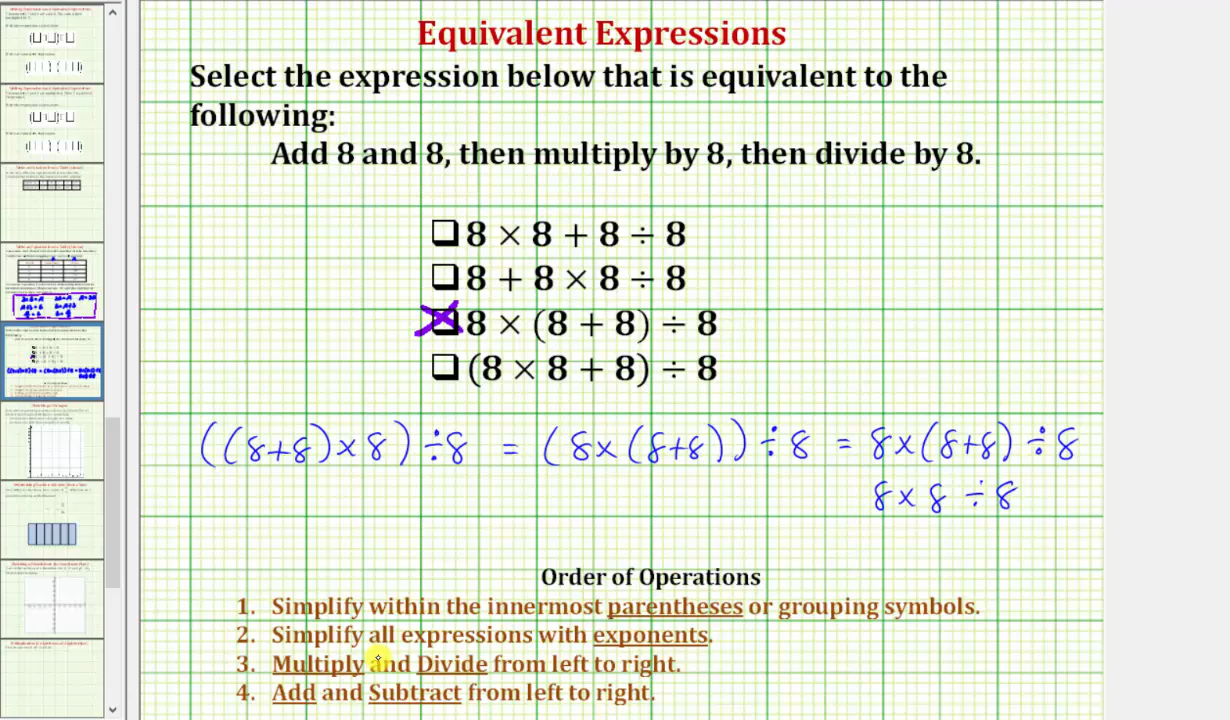 Equivalent Expressions
Select the expression below that is equivalent to the
following:
Add 8 and 8, then multiply by 8, then divide by 8.
8 × 8 + 8 ÷ 8
8 + 8 × 8 ÷ 8
8 × (8 + 8) ÷ 8
(8 × 8 + 8) ÷ 8
((8+8)×8)÷8 = (8×(8+8))÷8 = 8×(8+8)÷8
8×8÷8
Order of Operations
1. Simplify within the innermost parentheses or grouping symbols.
2. Simplify all expressions with exponents.
3. Multiply and Divide from left to right.
4. Add and Subtract from left to right.